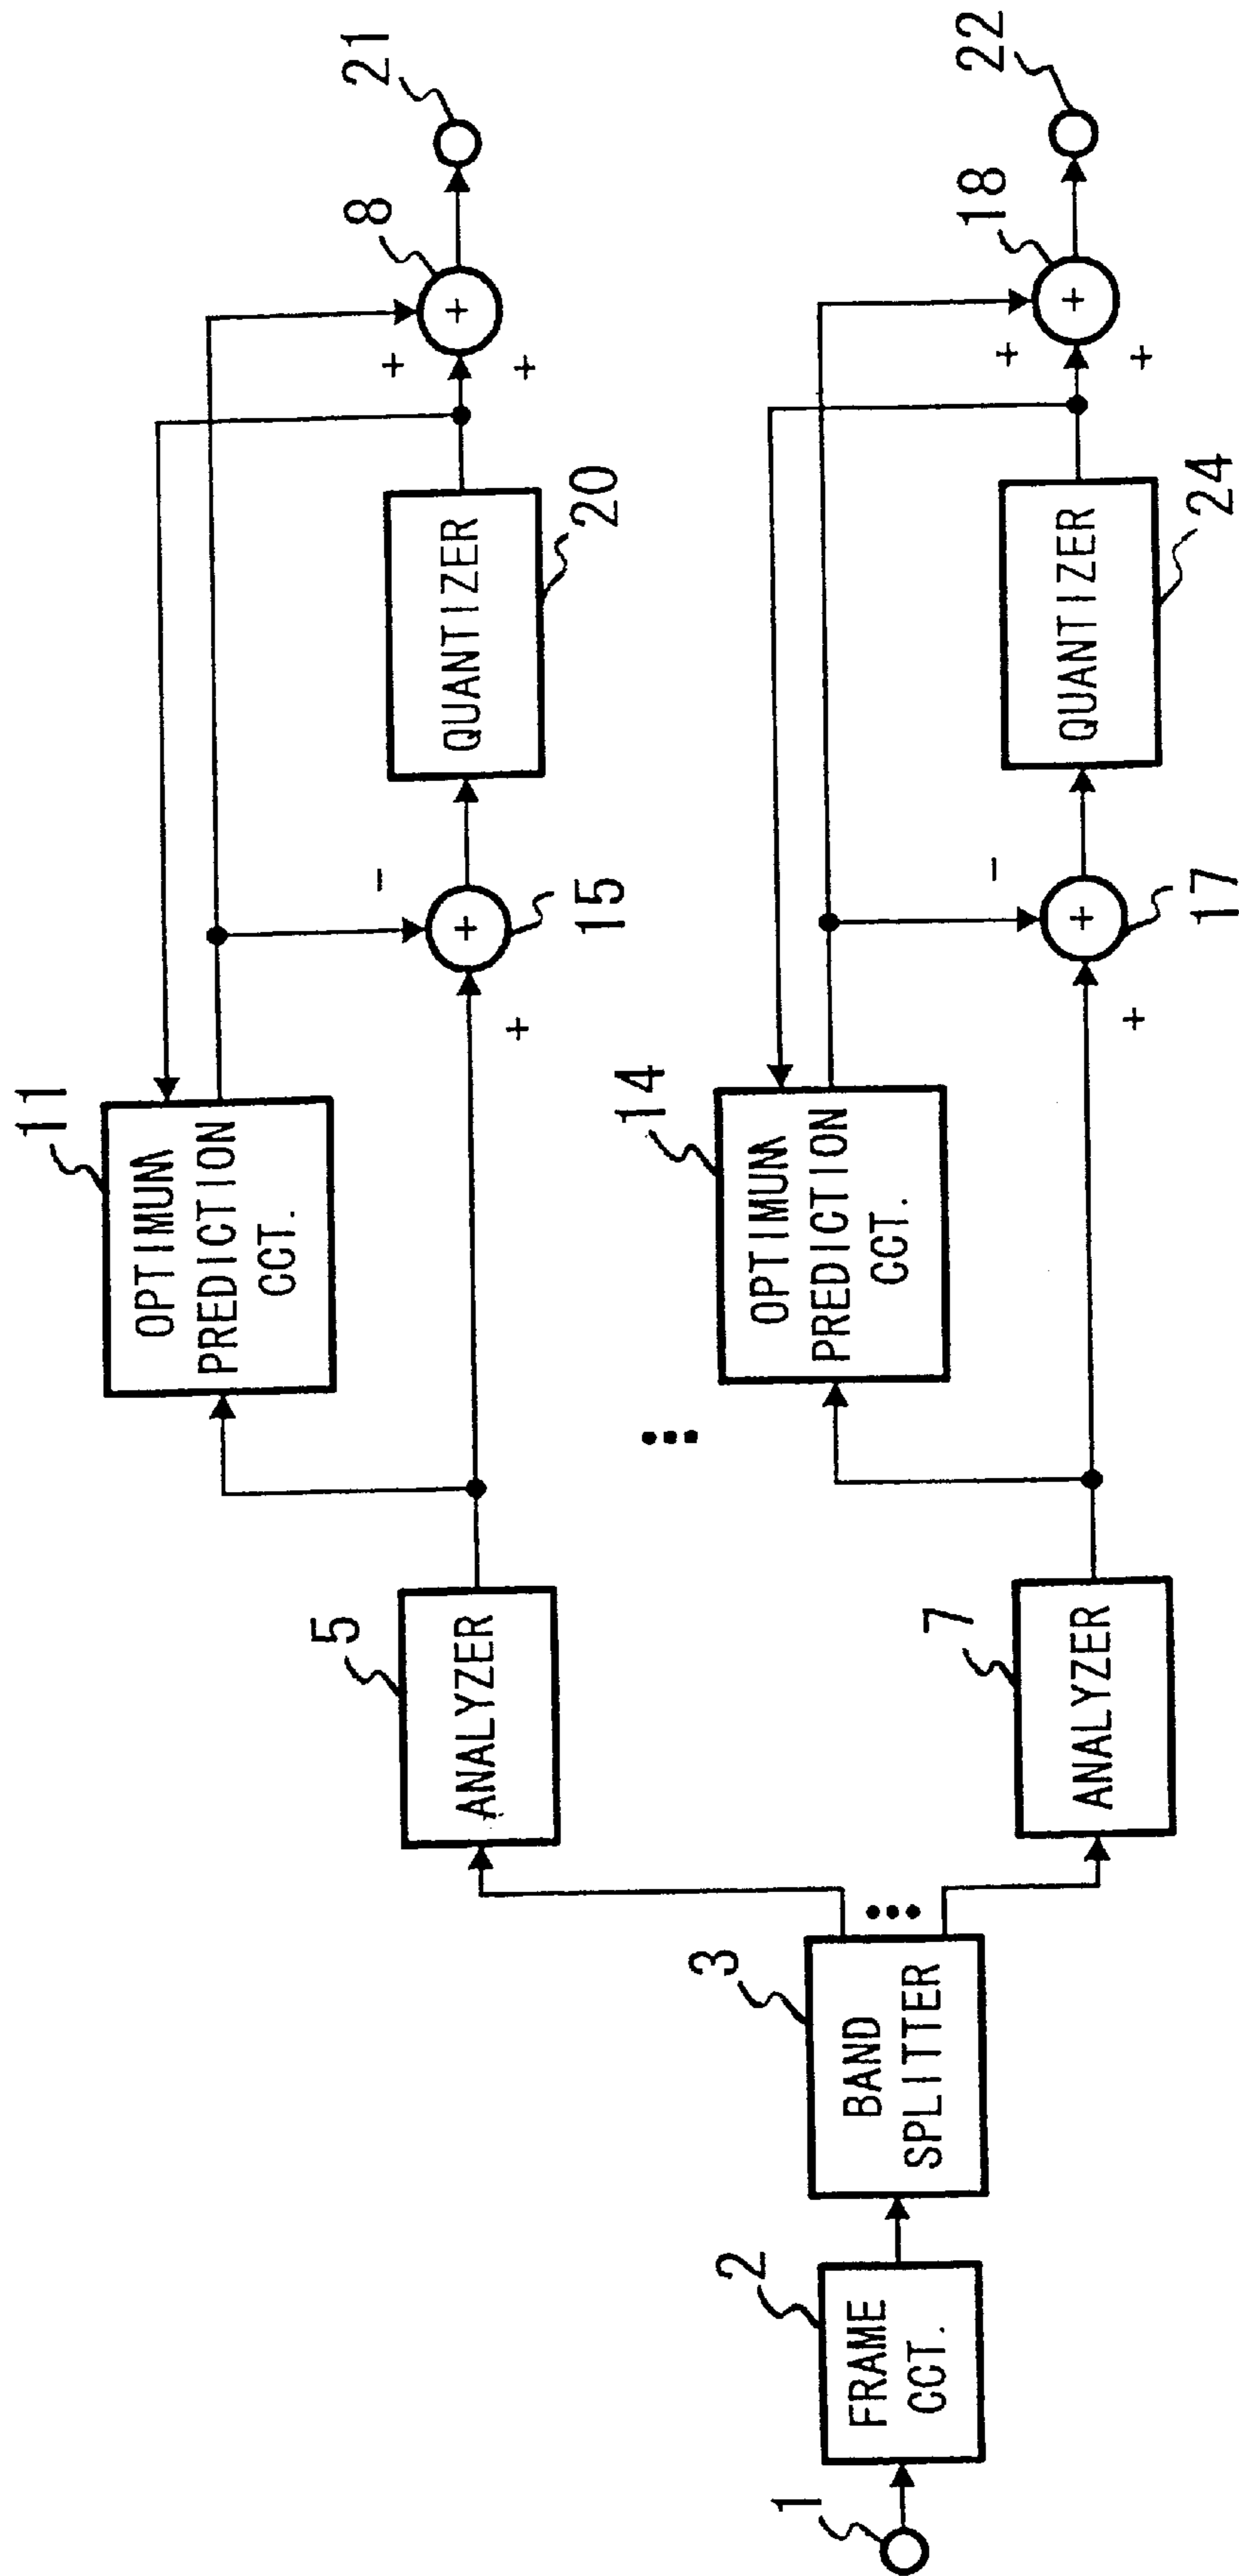 1
2
FRAME
CCT.
3
BAND
SPLITTER
5
ANALYZER
11
OPTIMUM
PREDICTION
CCT.
+
-
+
15
QUANTIZER
20
+
+
+
8
21
7
ANALYZER
14
OPTIMUM
PREDICTION
CCT.
+
-
+
17
QUANTIZER
24
+
+
+
18
22